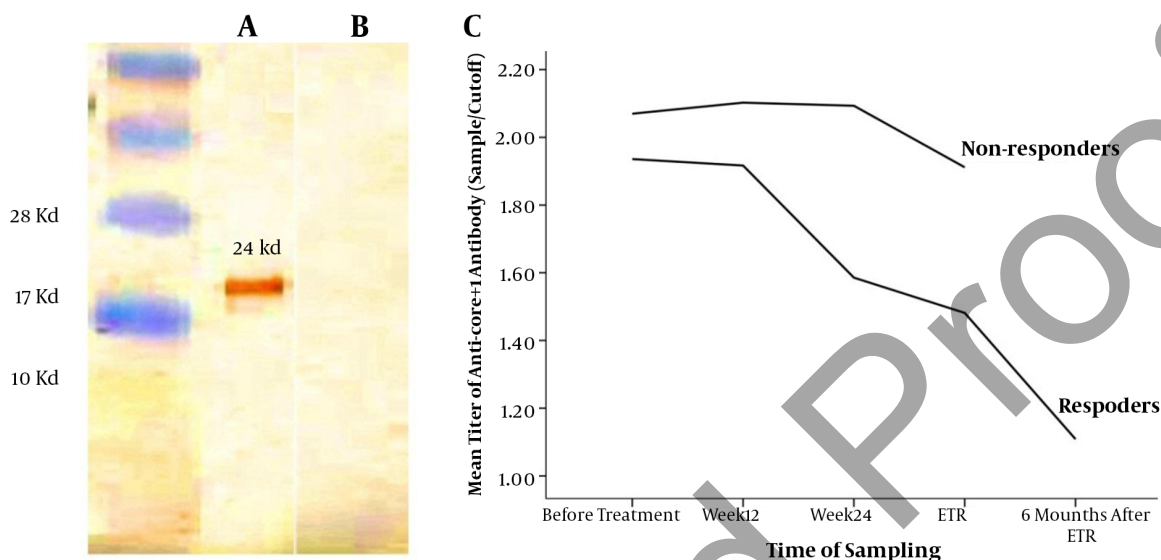 A
B
C
28 Kd
17 Kd
10 Kd
24 kd
Mean Titer of Anti-core+1Antibody (Sample/Cutoff)
2.20
2.00
1.80
1.60
1.40
1.20
1.00
Non-responders
Respoders
Before Treatment
Week12
Week24
ETR
6 Mounths After
ETR
Time of Sampling
d Proo